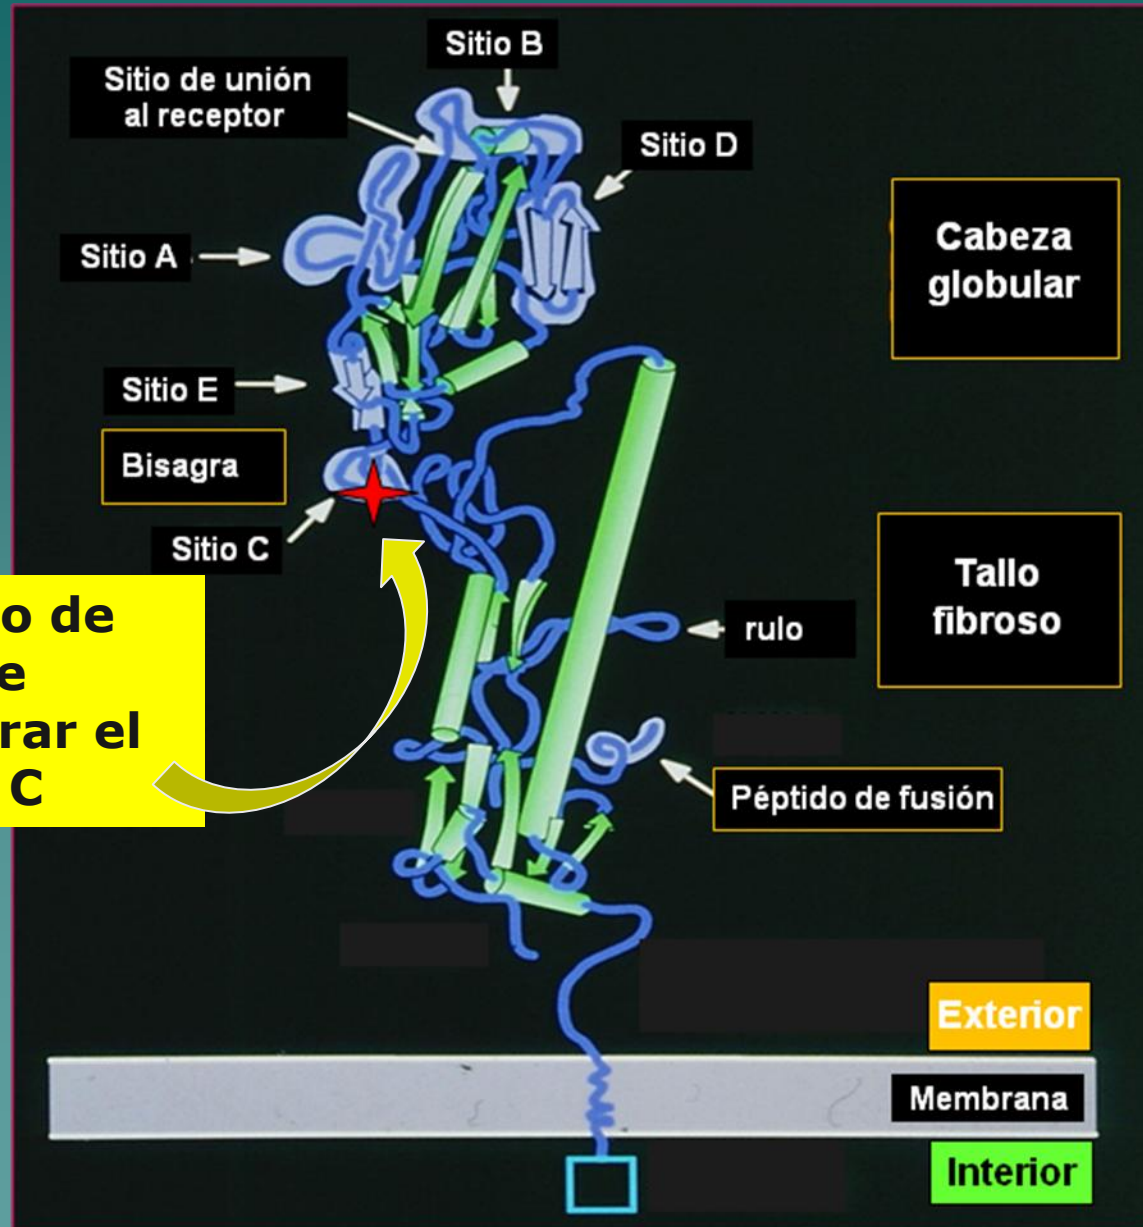 Sitio B
Sitio de unión
al receptor
Sitio D
Sitio A
Cabeza
globular
Sitio E
Bisagra
Sitio C
Tallo
fibroso
o de
rar el
C
rulo
Péptido de fusión
Exterior
Membrana
Interior